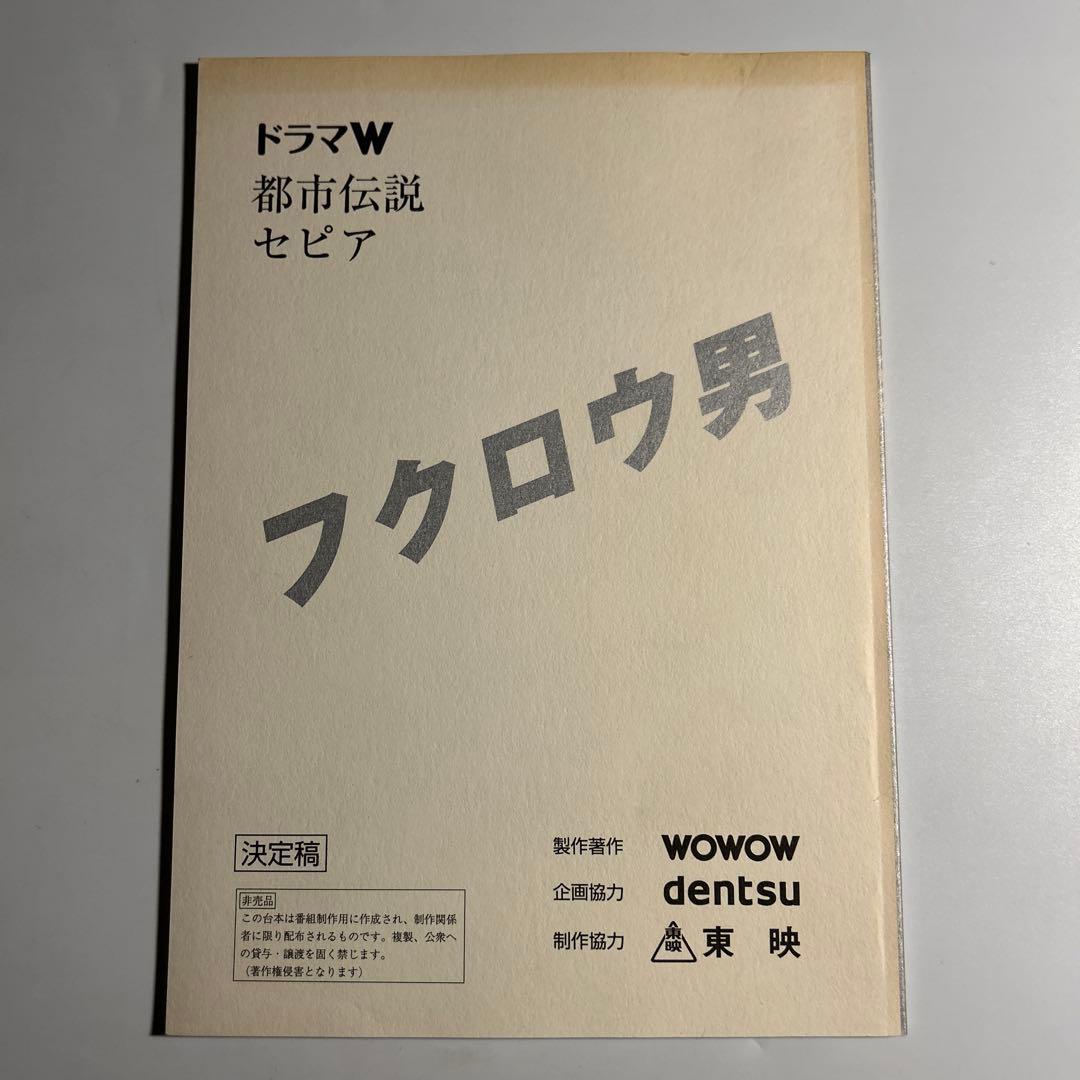 ドラマW
都市伝説
セピア
フクロウ男
決定稿
非売品
この台本は番組制作用に作成され、制作関係
者に限り配布されるものです。複製、公衆へ
の貸与・譲渡を固く禁じます。
（著作権侵害となります）
製作著作 WOWOW
企画協力 dentsu
制作協力 東映 東映